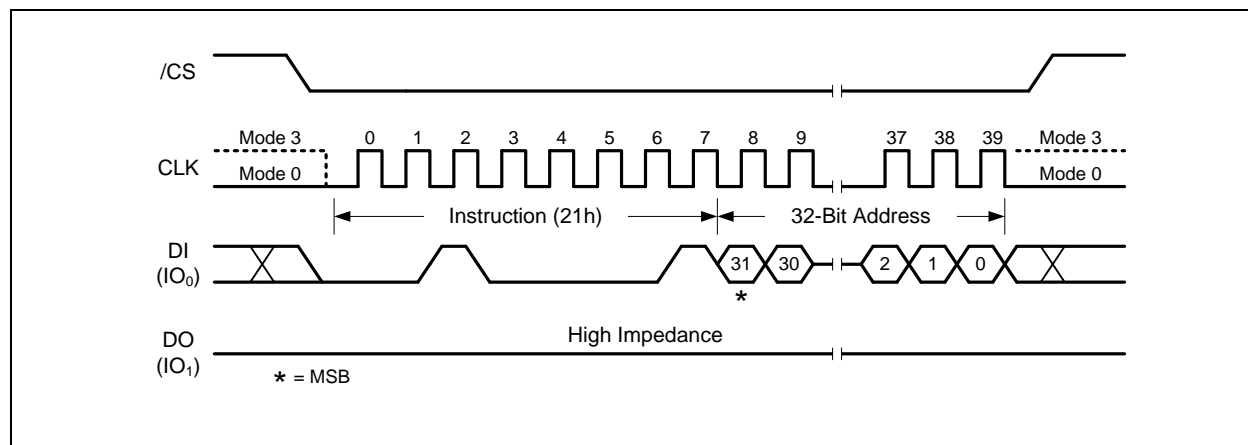 /CS
Mode 3 0 1 2 3 4 5 6 7 8 9 37 38 39 Mode 3
CLK
Mode 0 Mode 0
Instruction (21h) 32-Bit Address
DI
(IO0)
31 30 2 1 0
*
High Impedance
DO
(IO1)
* = MSB